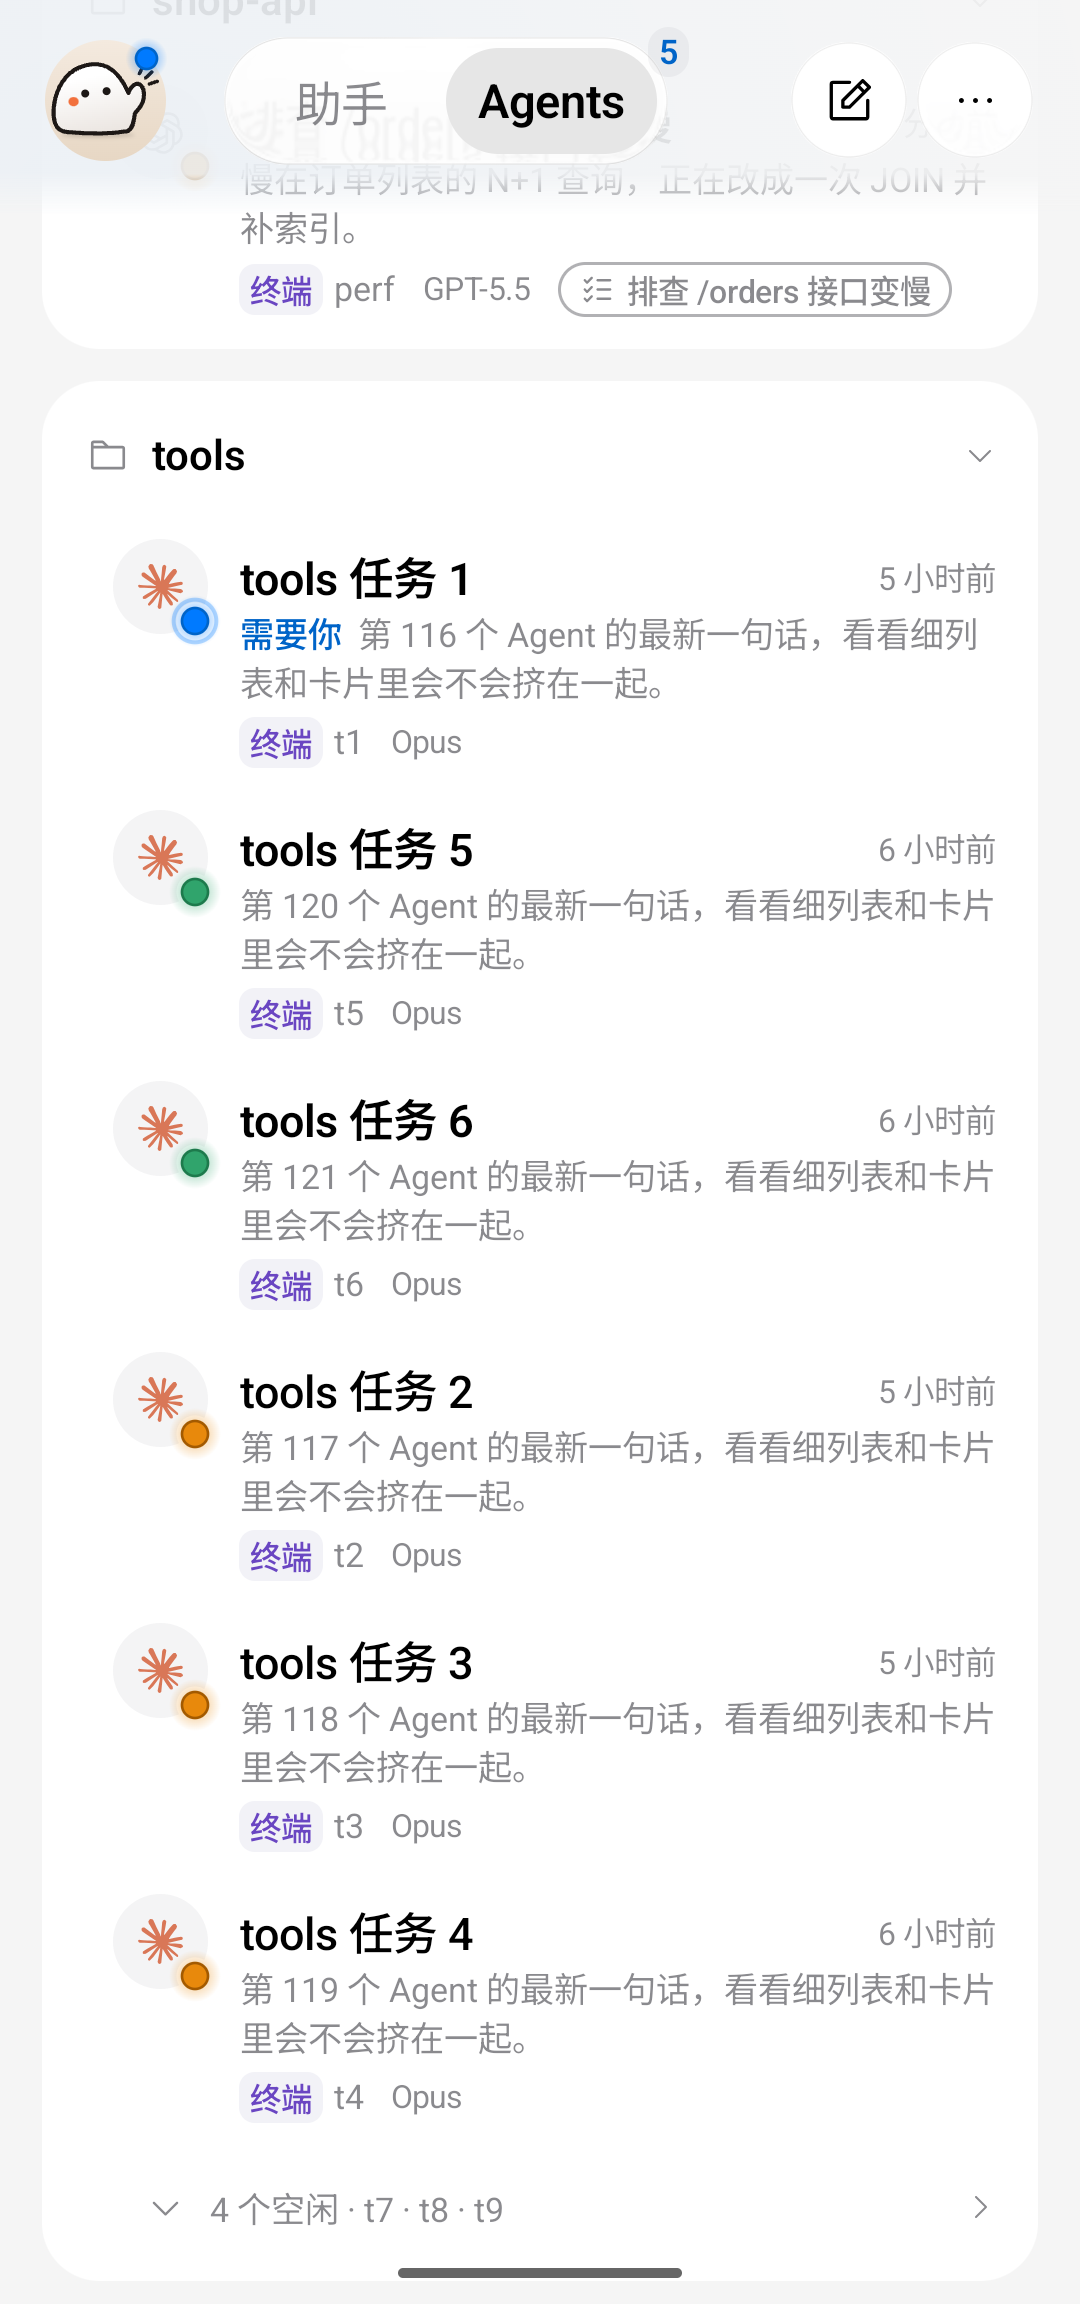 shop-api
助手
Agents
5
慢在订单列表的 N+1 查询，正在改成一次 JOIN 并
补索引。
终端 perf GPT-5.5 排查 /orders 接口变慢
tools
tools 任务 1
5 小时前
需要你 第 116 个 Agent 的最新一句话，看看细列
表和卡片里会不会挤在一起。
终端 t1 Opus
tools 任务 5
6 小时前
第 120 个 Agent 的最新一句话，看看细列表和卡片
里会不会挤在一起。
终端 t5 Opus
tools 任务 6
6 小时前
第 121 个 Agent 的最新一句话，看看细列表和卡片
里会不会挤在一起。
终端 t6 Opus
tools 任务 2
5 小时前
第 117 个 Agent 的最新一句话，看看细列表和卡片
里会不会挤在一起。
终端 t2 Opus
tools 任务 3
5 小时前
第 118 个 Agent 的最新一句话，看看细列表和卡片
里会不会挤在一起。
终端 t3 Opus
tools 任务 4
6 小时前
第 119 个 Agent 的最新一句话，看看细列表和卡片
里会不会挤在一起。
终端 t4 Opus
4 个空闲 · t7 · t8 · t9